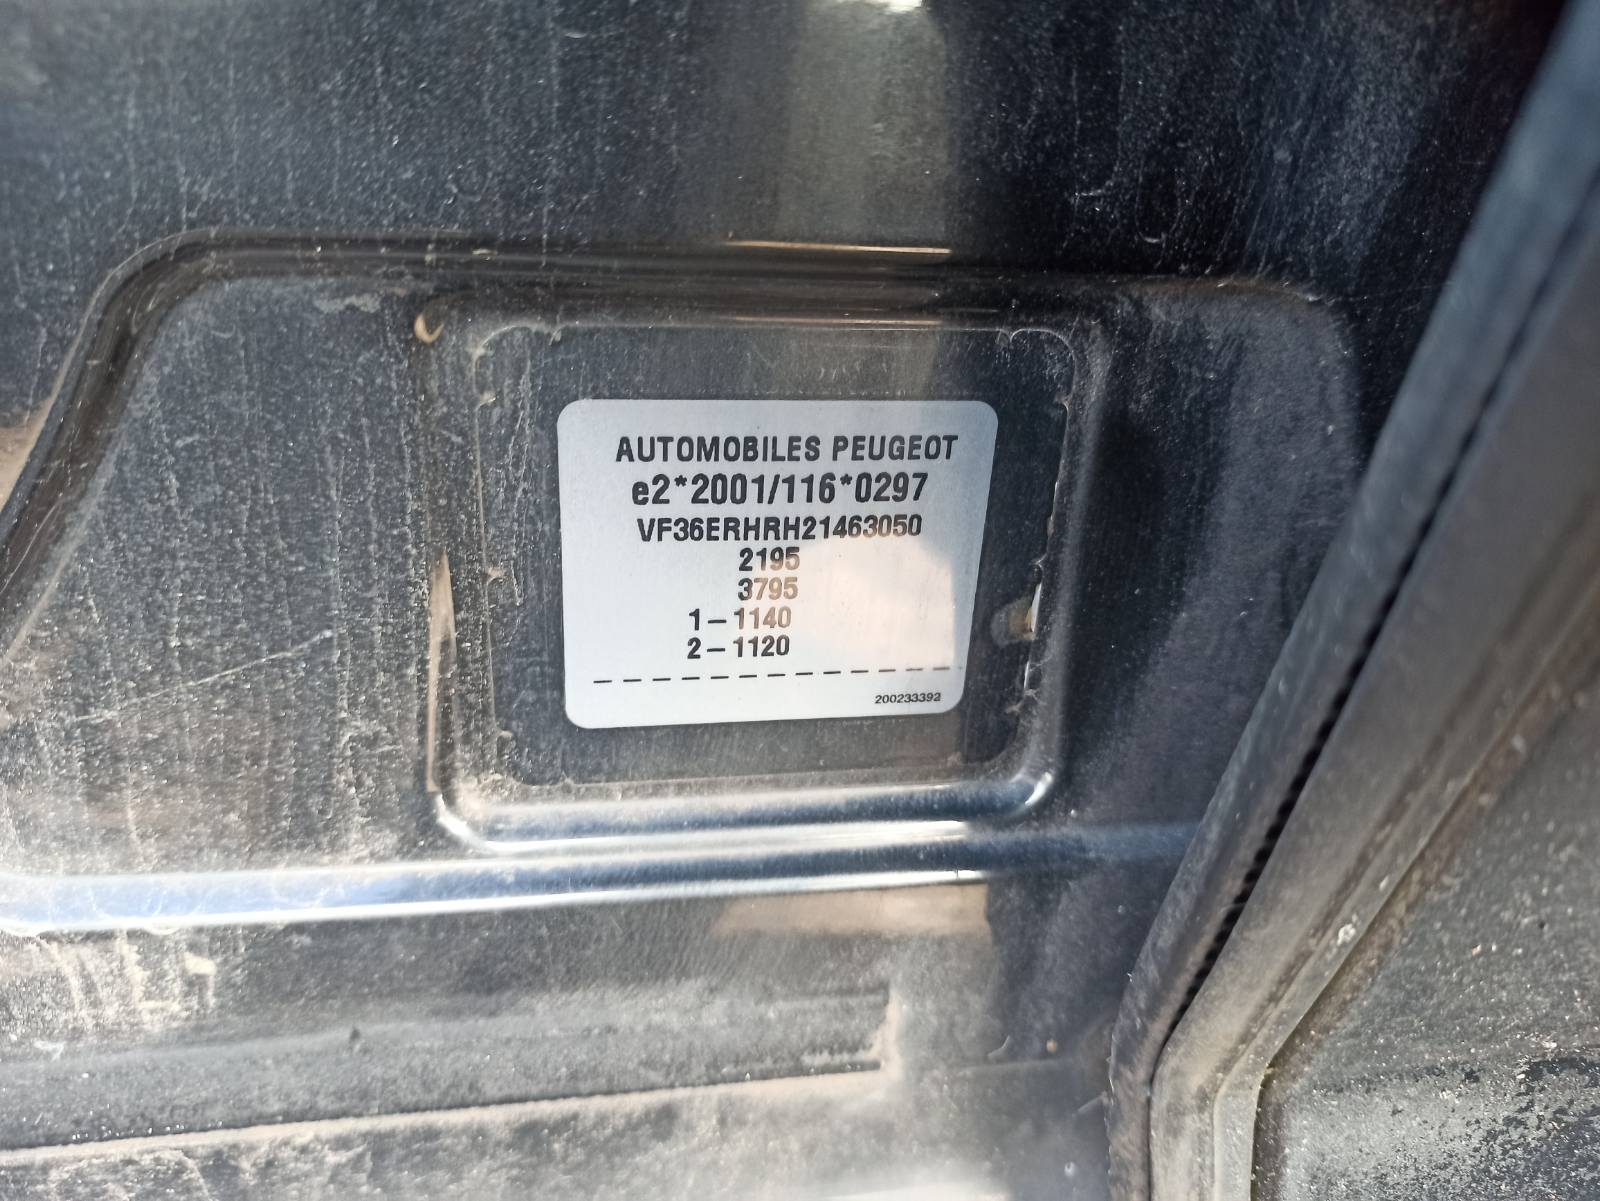 AUTOMOBILES PEUGEOT
e2*2001/116*0297
VF36ERHRH21463050
2195
3795
1-1140
2-1120
200233392